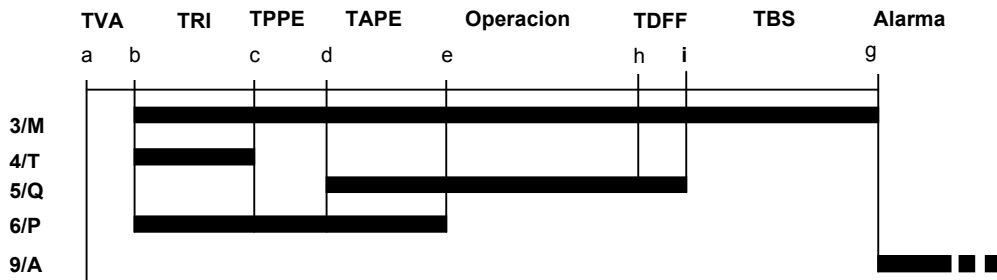 TVA TRI TPPE TAPE Operacion TDFF TBS Alarma
a b c d e h i g
3/M
4/T
5/Q
6/P
9/A